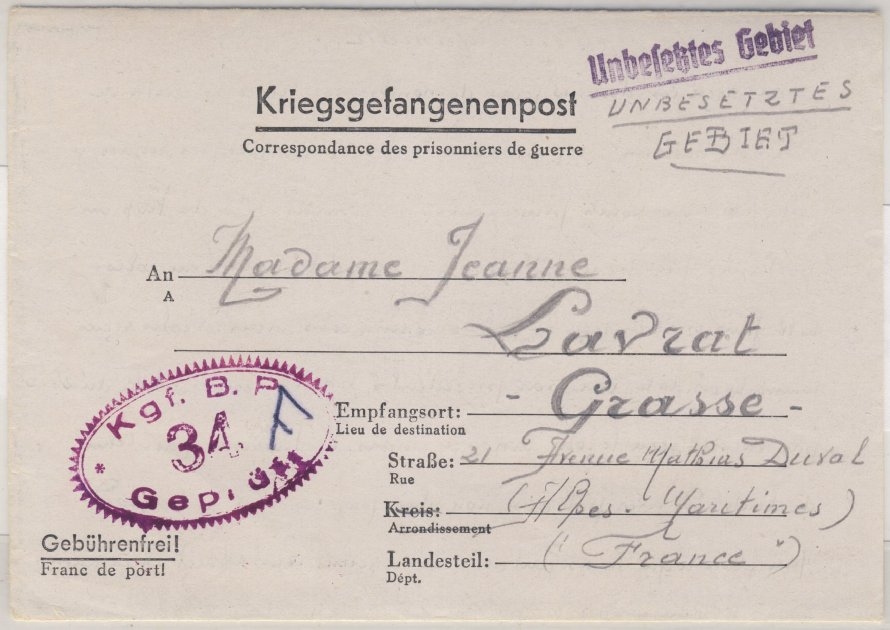 Unbesetztes Gebiet
UNBESETZTES
GEBIET
Kriegsgefangenenpost
Correspondance des prisonniers de guerre
An Madame Jeanne
A
Lavrat
Kgf. B. P.
34
Geprüft
Empfangsort: - Grasse -
Lieu de destination
Straße: 21 Avenue Mathias Duval
Rue
Kreis: (Alpes-Maritimes)
Arrondissement
Landesteil: ("France")
Dépt.
Gebührenfrei!
Franc de port!